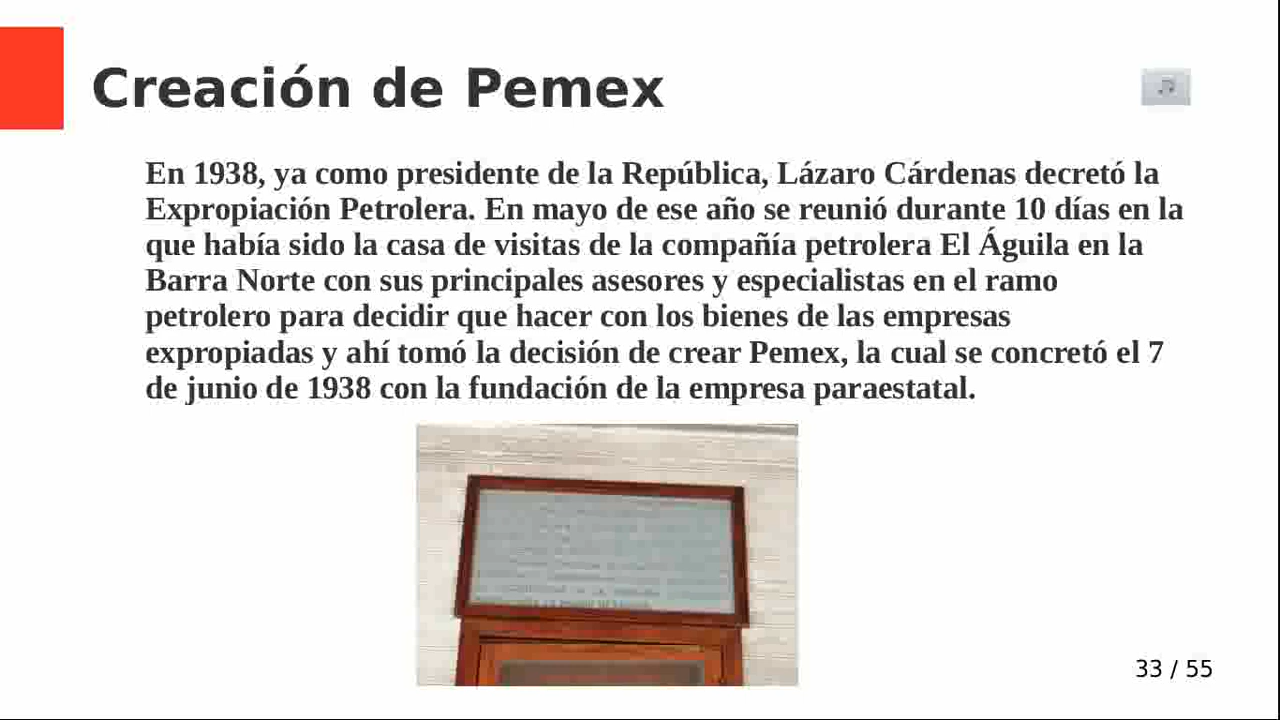 Creación de Pemex
En 1938, ya como presidente de la República, Lázaro Cárdenas decretó la
Expropiación Petrolera. En mayo de ese año se reunió durante 10 días en la
que había sido la casa de visitas de la compañía petrolera El Águila en la
Barra Norte con sus principales asesores y especialistas en el ramo
petrolero para decidir que hacer con los bienes de las empresas
expropiadas y ahí tomó la decisión de crear Pemex, la cual se concretó el 7
de junio de 1938 con la fundación de la empresa paraestatal.
33 / 55